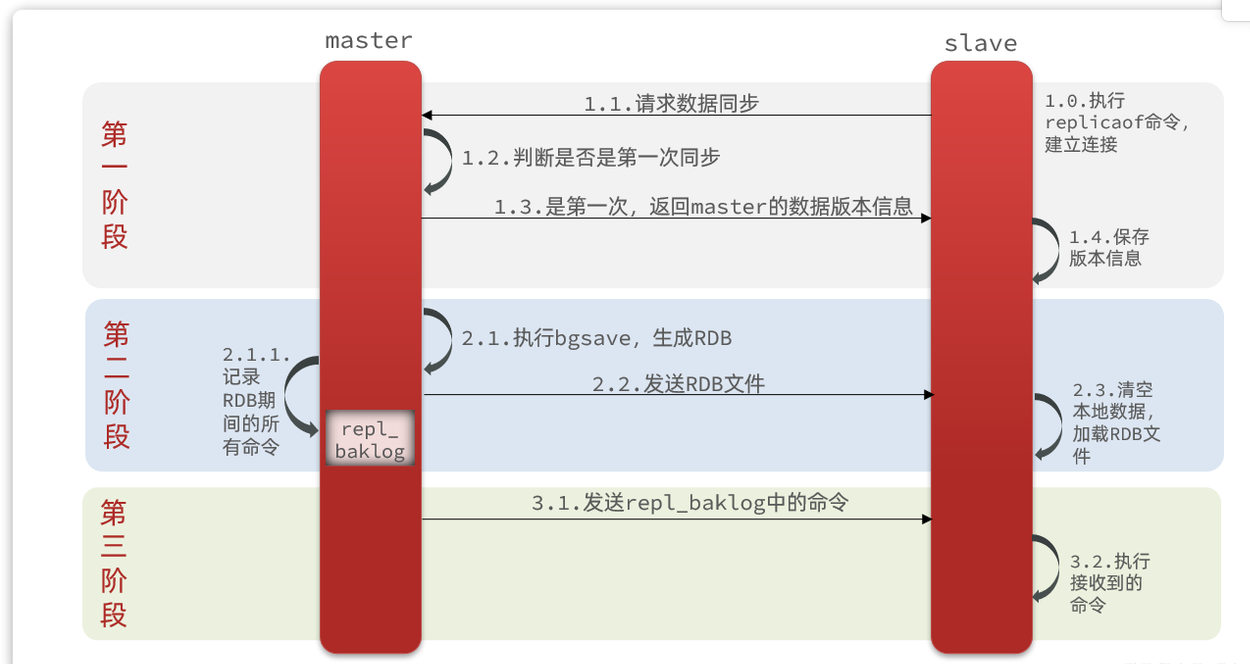 master
slave
第
一
阶
段
1.1.请求数据同步
1.0.执行
replicaof命令，
建立连接
1.2.判断是否是第一次同步
1.3.是第一次，返回master的数据版本信息
1.4.保存
版本信息
第
二
阶
段
2.1.执行bgsave，生成RDB
2.1.1.
记录
RDB期
间的所
有命令
2.2.发送RDB文件
2.3.清空
本地数据，
加载RDB文
件
repl_
baklog
第
三
阶
段
3.1.发送repl_baklog中的命令
3.2.执行
接收到的
命令